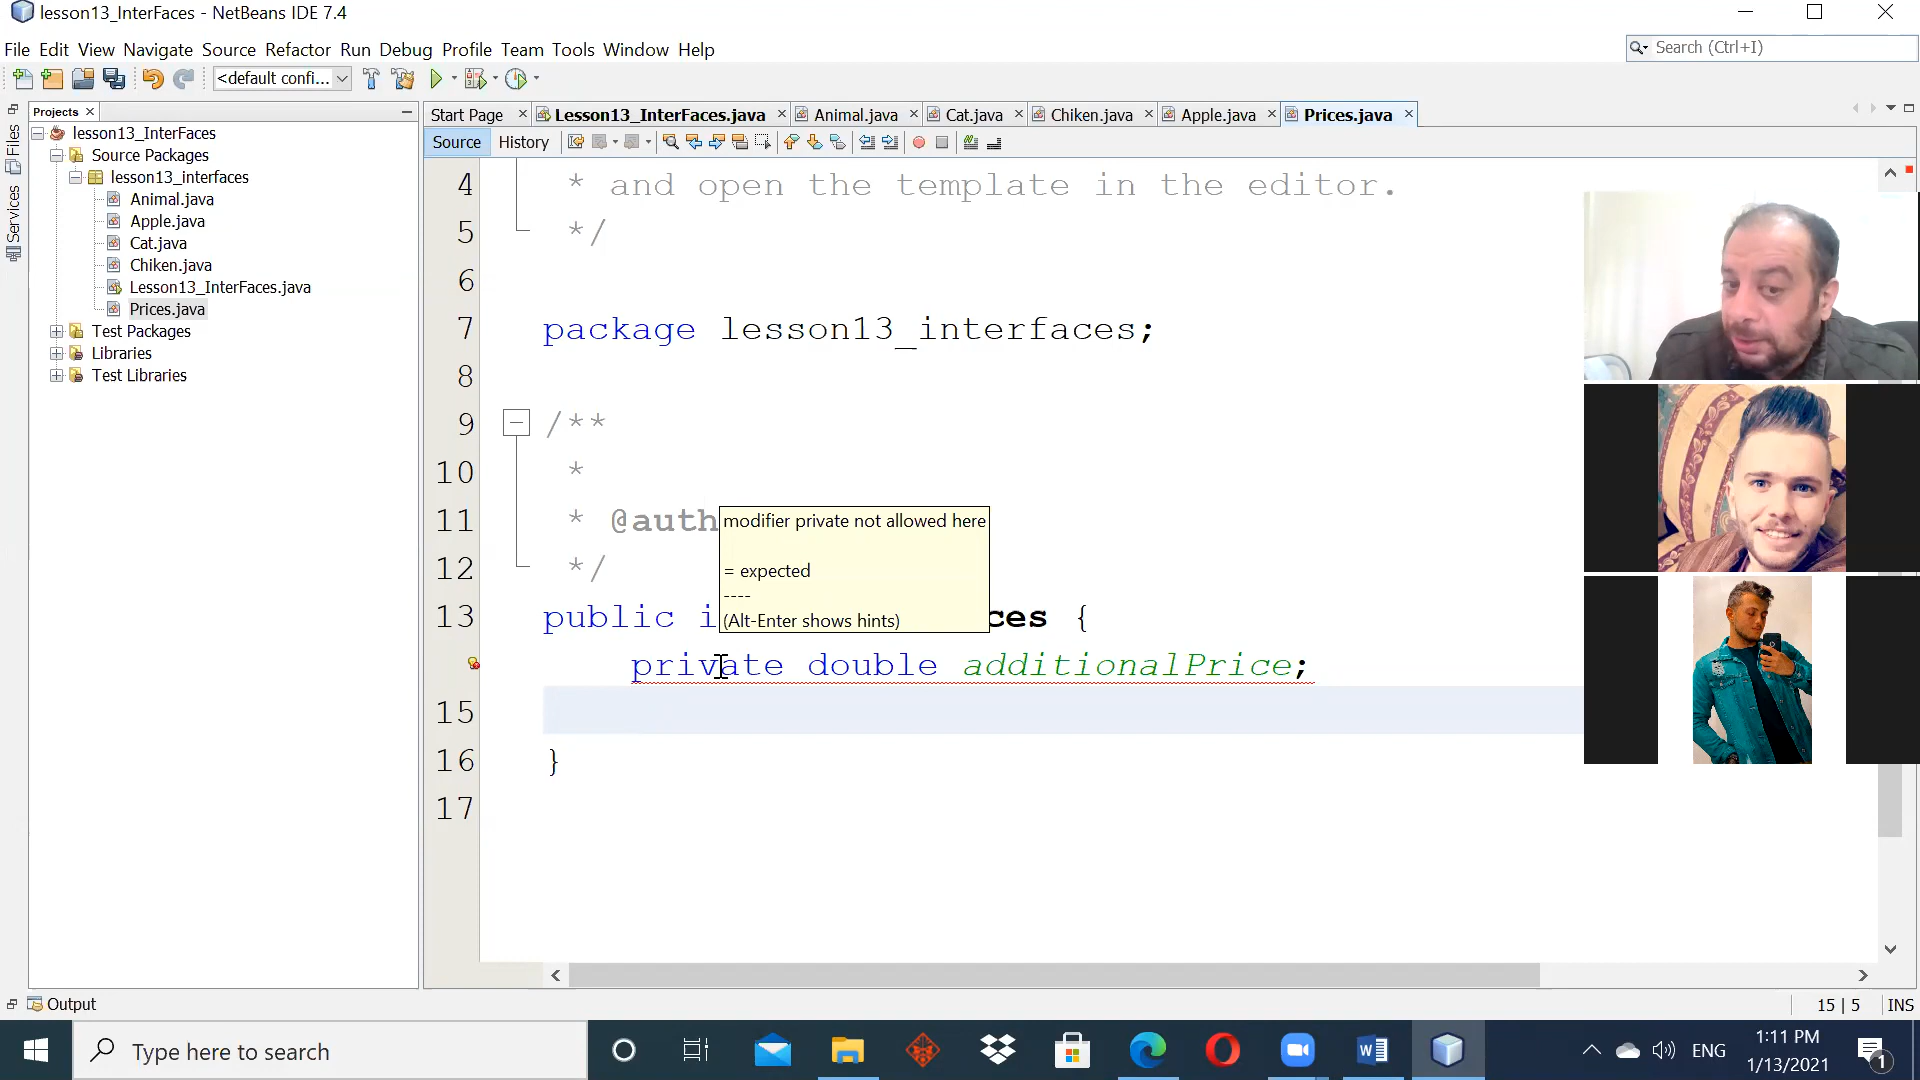 lesson13_InterFaces - NetBeans IDE 7.4
File Edit View Navigate Source Refactor Run Debug Profile Team Tools Window Help
Search (Ctrl+I)
<default confi...
Projects
Files
Services
lesson13_InterFaces
Source Packages
lesson13_interfaces
Animal.java
Apple.java
Cat.java
Chiken.java
Lesson13_InterFaces.java
Prices.java
Test Packages
Libraries
Test Libraries
Start Page Lesson13_InterFaces.java Animal.java Cat.java Chiken.java Apple.java Prices.java
Source History
4 * and open the template in the editor.
5 */
6
7 package lesson13_interfaces;
8
9 /**
10 *
11 * @auth
12 */
13 public i ces {
private double additionalPrice;
15
16 }
17
modifier private not allowed here
= expected
----
(Alt-Enter shows hints)
Output
15 | 5 INS
Type here to search
ENG
1:11 PM
1/13/2021
1